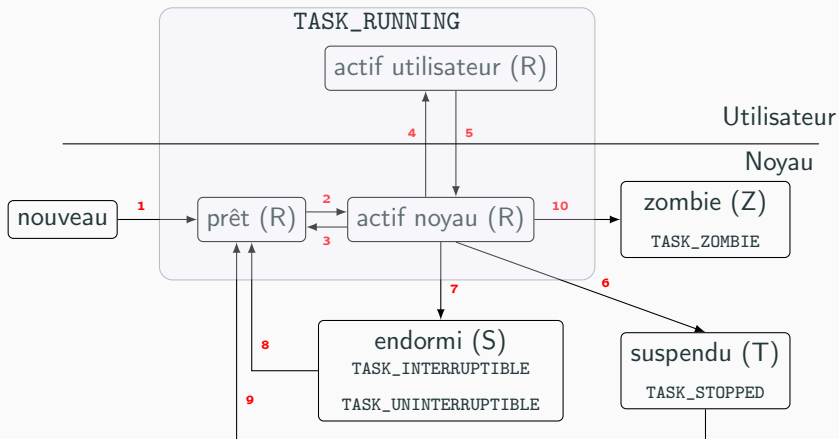 TASK_RUNNING
actif utilisateur (R)
Utilisateur
4
5
Noyau
nouveau
1
prêt (R)
2
3
actif noyau (R)
10
zombie (Z)
TASK_ZOMBIE
7
6
8
endormi (S)
TASK_INTERRUPTIBLE
TASK_UNINTERRUPTIBLE
suspendu (T)
TASK_STOPPED
9